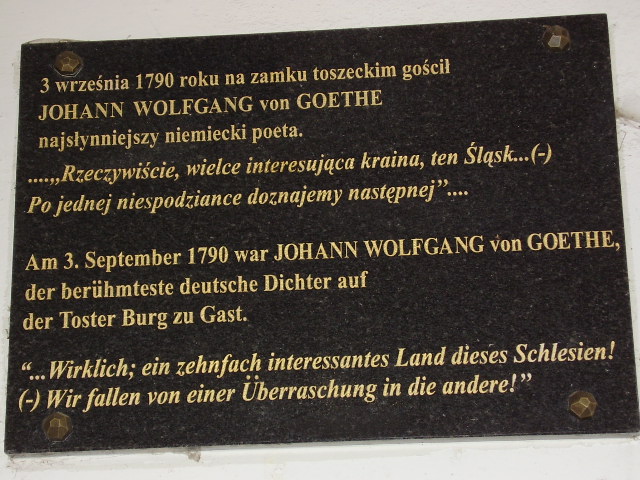 3 września 1790 roku na zamku toszeckim gościł
JOHANN WOLFGANG von GOETHE
najsłynniejszy niemiecki poeta.
....„Rzeczywiście, wielce interesująca kraina, ten Śląsk...(-)
Po jednej niespodziance doznajemy następnej”....
Am 3. September 1790 war JOHANN WOLFGANG von GOETHE,
der berühmteste deutsche Dichter auf
der Toster Burg zu Gast.
“...Wirklich; ein zehnfach interessantes Land dieses Schlesien!
(-) Wir fallen von einer Überraschung in die andere!”